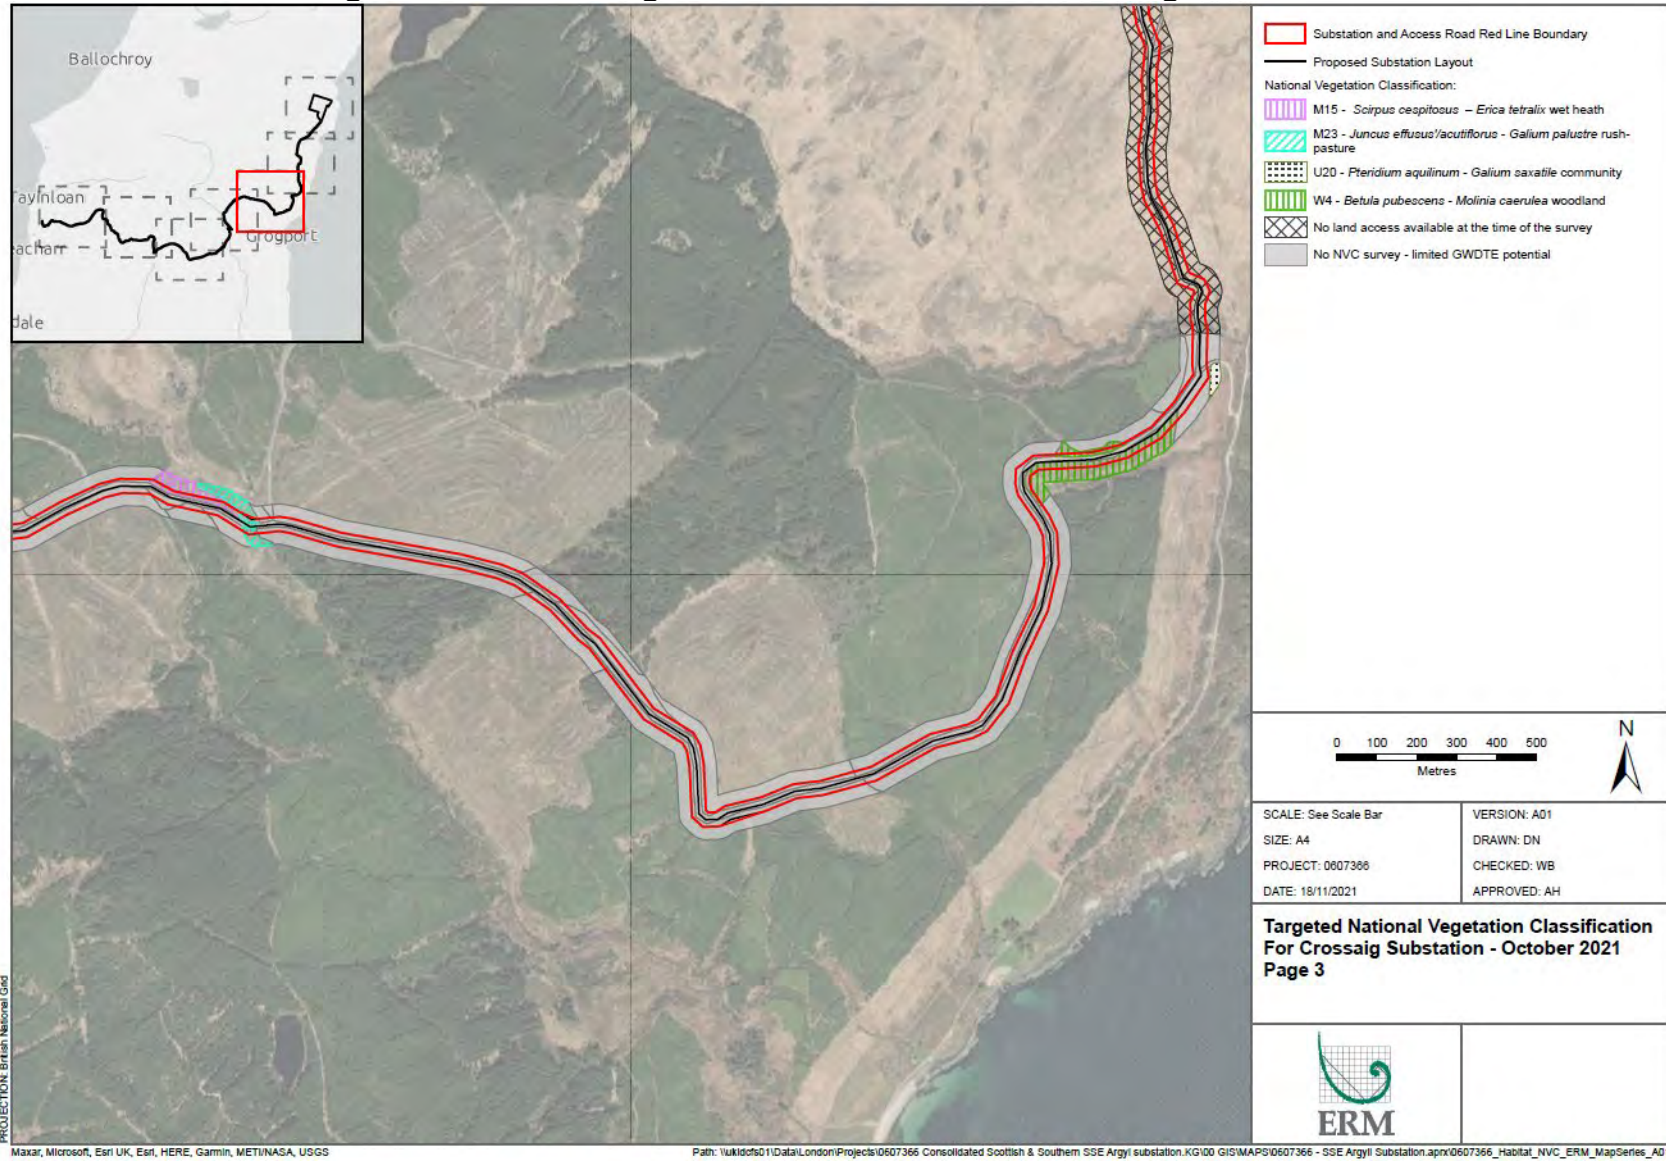 Ballochroy
Tayinloan
Grogport
Substation and Access Road Red Line Boundary
Proposed Substation Layout
National Vegetation Classification:
M15 - Scirpus cespitosus – Erica tetralix wet heath
M23 - Juncus effusus'/acutiflorus - Galium palustre rush-
pasture
U20 - Pteridium aquilinum - Galium saxatile community
W4 - Betula pubescens - Molinia caerulea woodland
No land access available at the time of the survey
No NVC survey - limited GWDTE potential
N
0 100 200 300 400 500
Metres
SCALE: See Scale Bar
SIZE: A4
PROJECT: 0607366
DATE: 18/11/2021
VERSION: A01
DRAWN: DN
CHECKED: WB
APPROVED: AH
Targeted National Vegetation Classification
For Crossaig Substation - October 2021
Page 3
ERM
PROJECTION: British National Grid
Maxar, Microsoft, Esri UK, Esri, HERE, Garmin, METI/NASA, USGS
Path: \\ukldcfs01\Data\London\Projects\0607366 Consolidated Scottish & Southern SSE Argyl substation.KG\00 GIS\MAPS\0607366 - SSE Argyll Substation.aprx\0607366_Habitat_NVC_ERM_MapSeries_A0